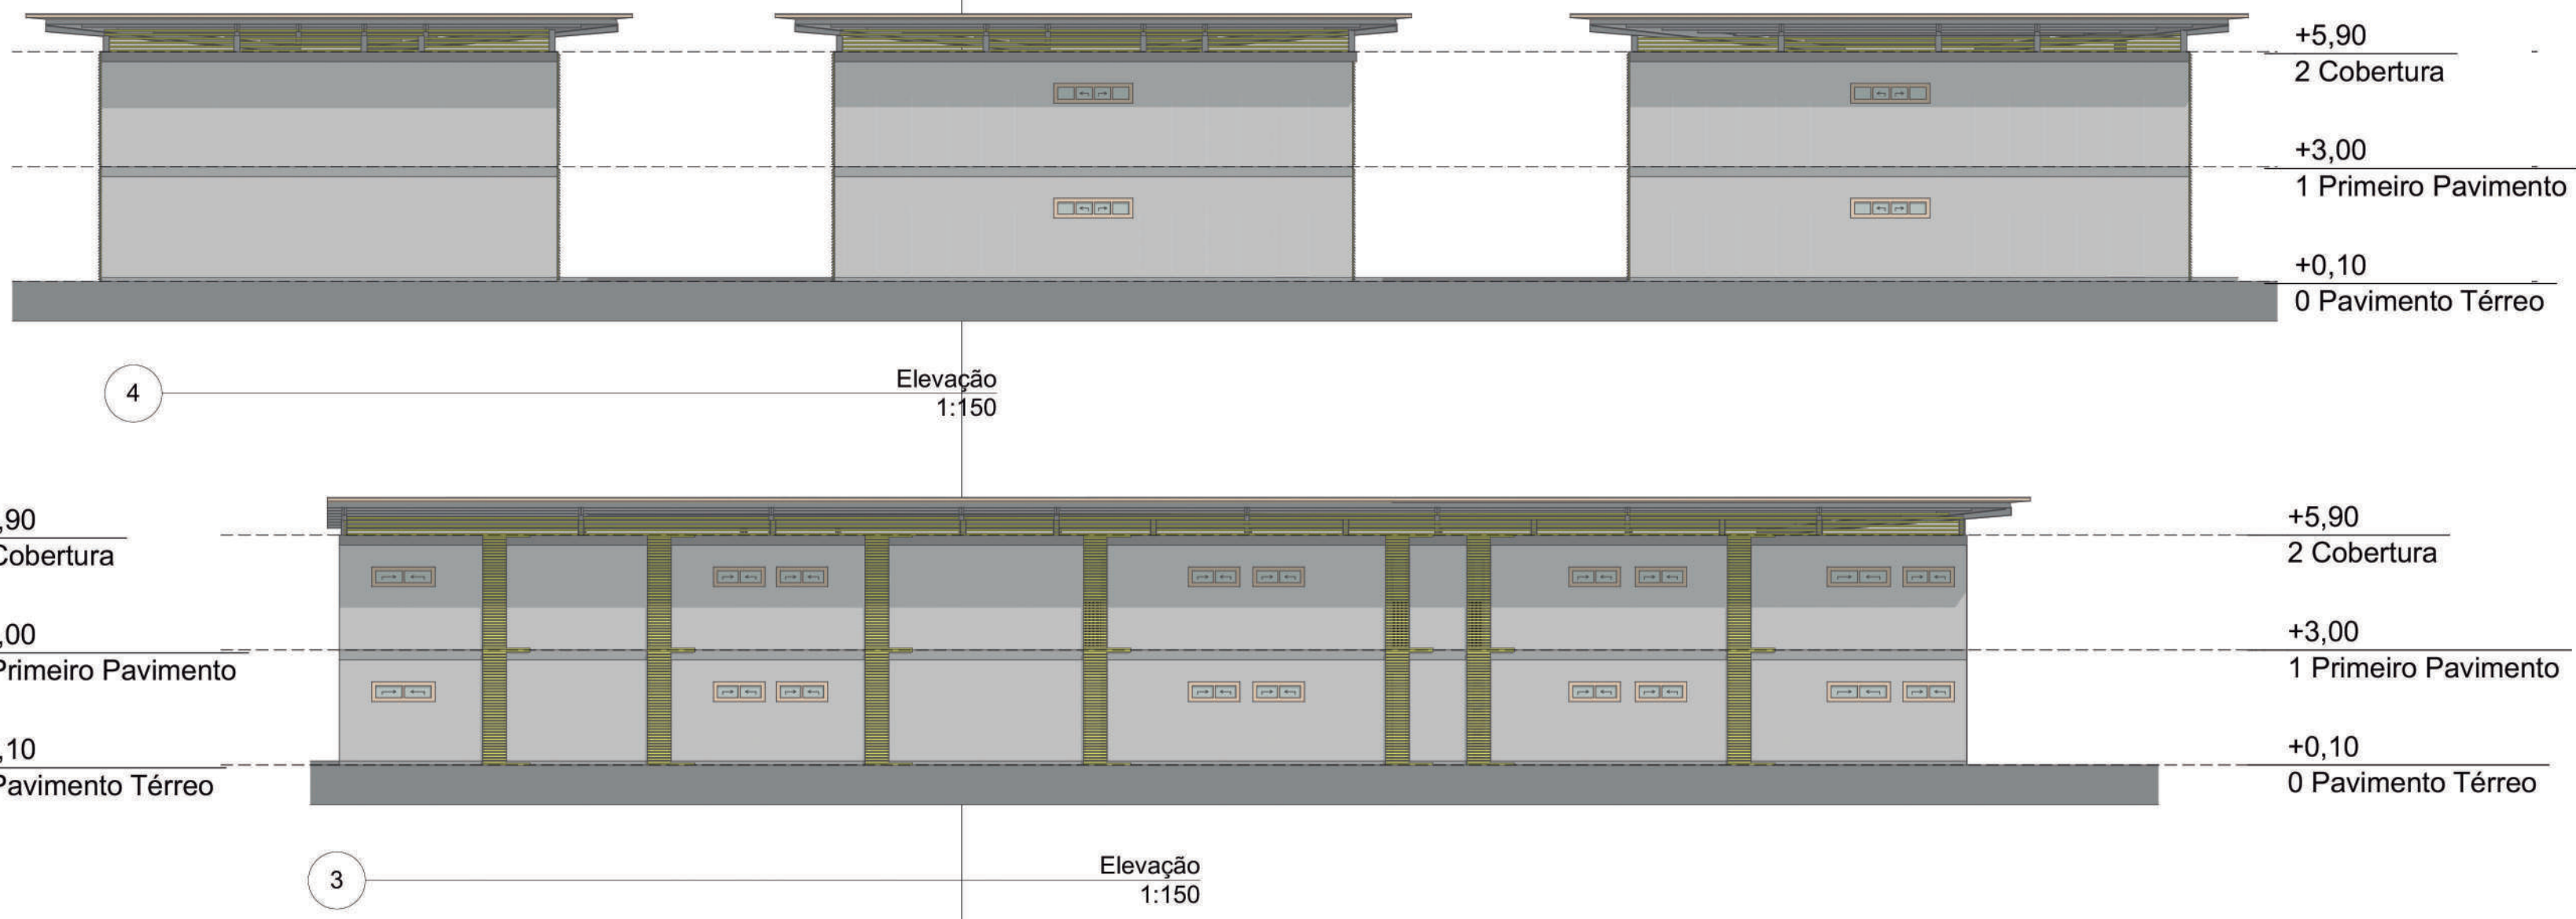 +5,90
2 Cobertura
+3,00
1 Primeiro Pavimento
+0,10
0 Pavimento Térreo
4
Elevação
1:150
,90
Cobertura
,00
Primeiro Pavimento
,10
Pavimento Térreo
+5,90
2 Cobertura
+3,00
1 Primeiro Pavimento
+0,10
0 Pavimento Térreo
3
Elevação
1:150